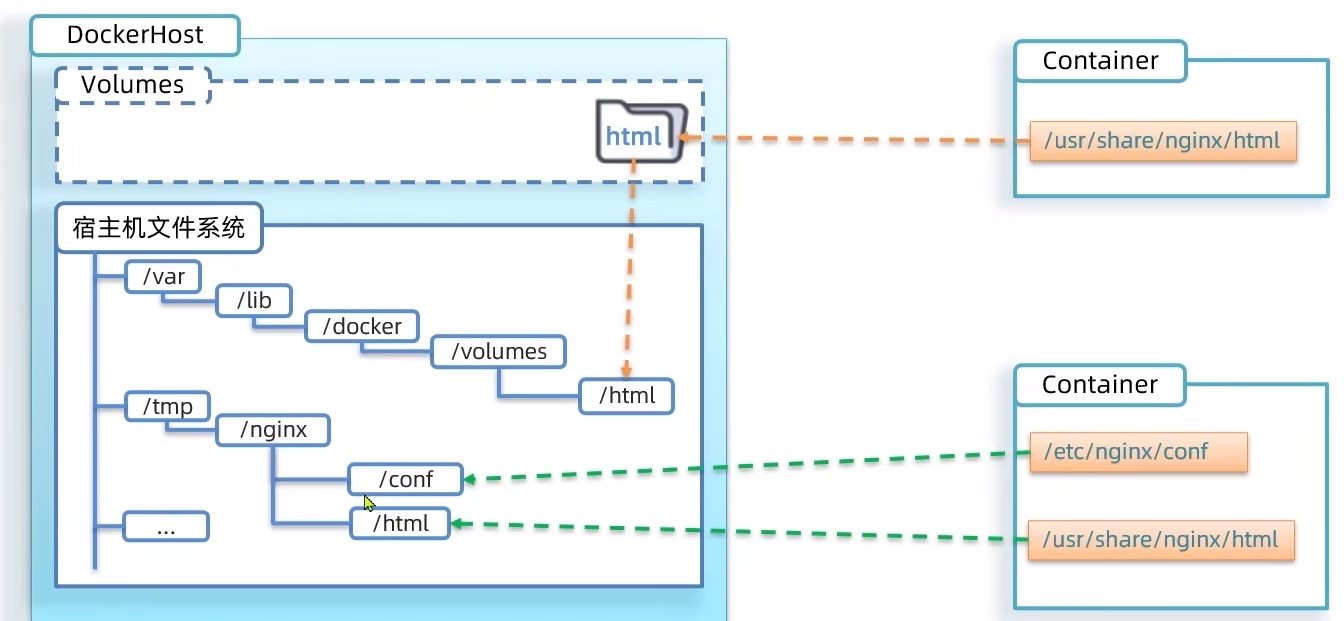 DockerHost
Volumes
html
宿主机文件系统
/var
/lib
/docker
/volumes
/html
/tmp
/nginx
/conf
/html
...
Container
/usr/share/nginx/html
Container
/etc/nginx/conf
/usr/share/nginx/html